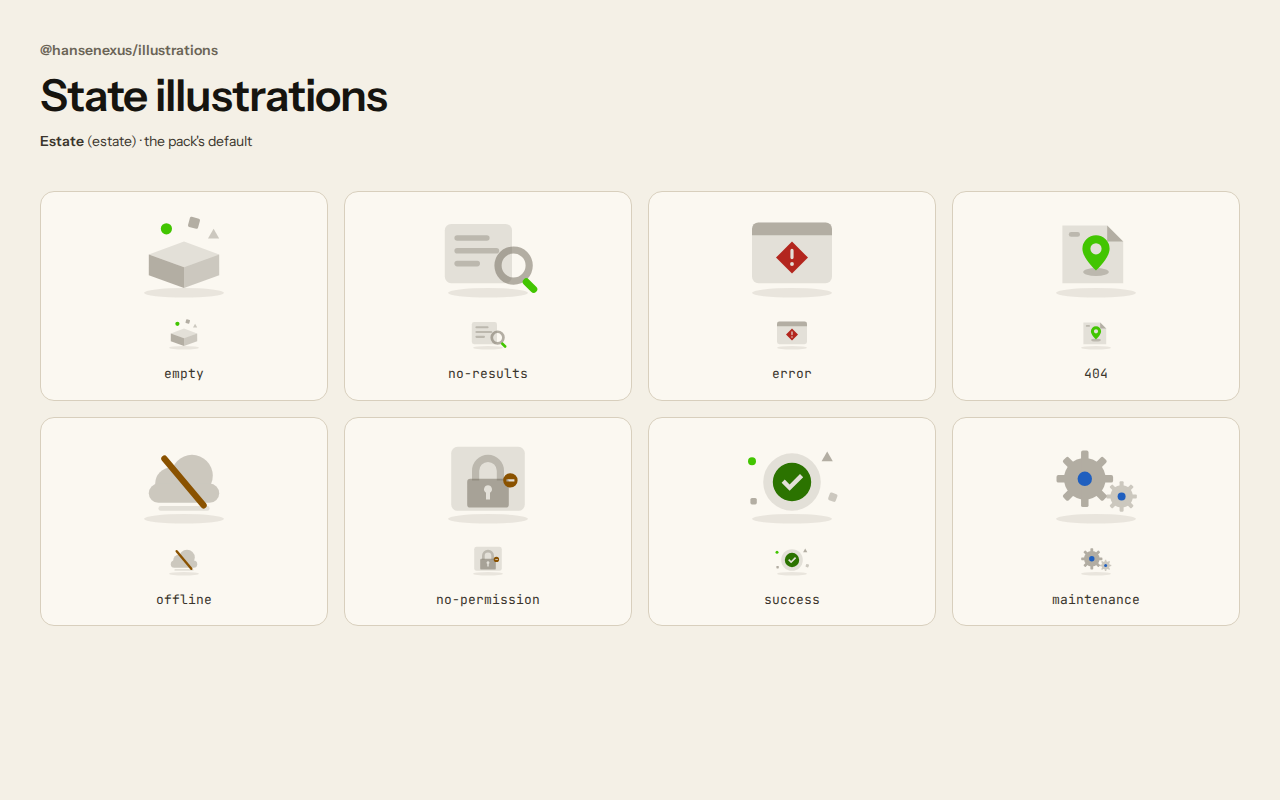 @hansenexus/illustrations
State illustrations
Estate (estate) · the pack's default
empty
no-results
error
404
offline
no-permission
success
maintenance